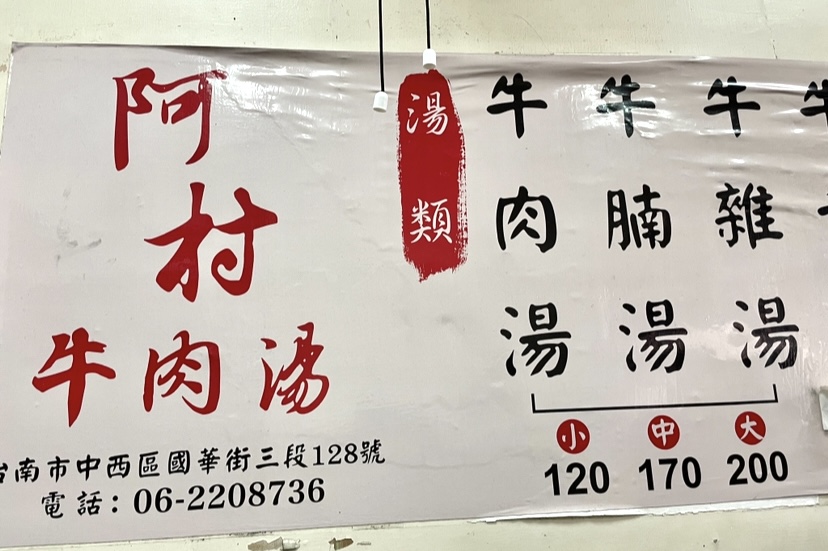 阿村
牛肉湯
台南市中西區國華街三段128號
電話：06-2208736
湯類
牛肉湯
牛腩湯
牛雜湯
小 中 大
120 170 200